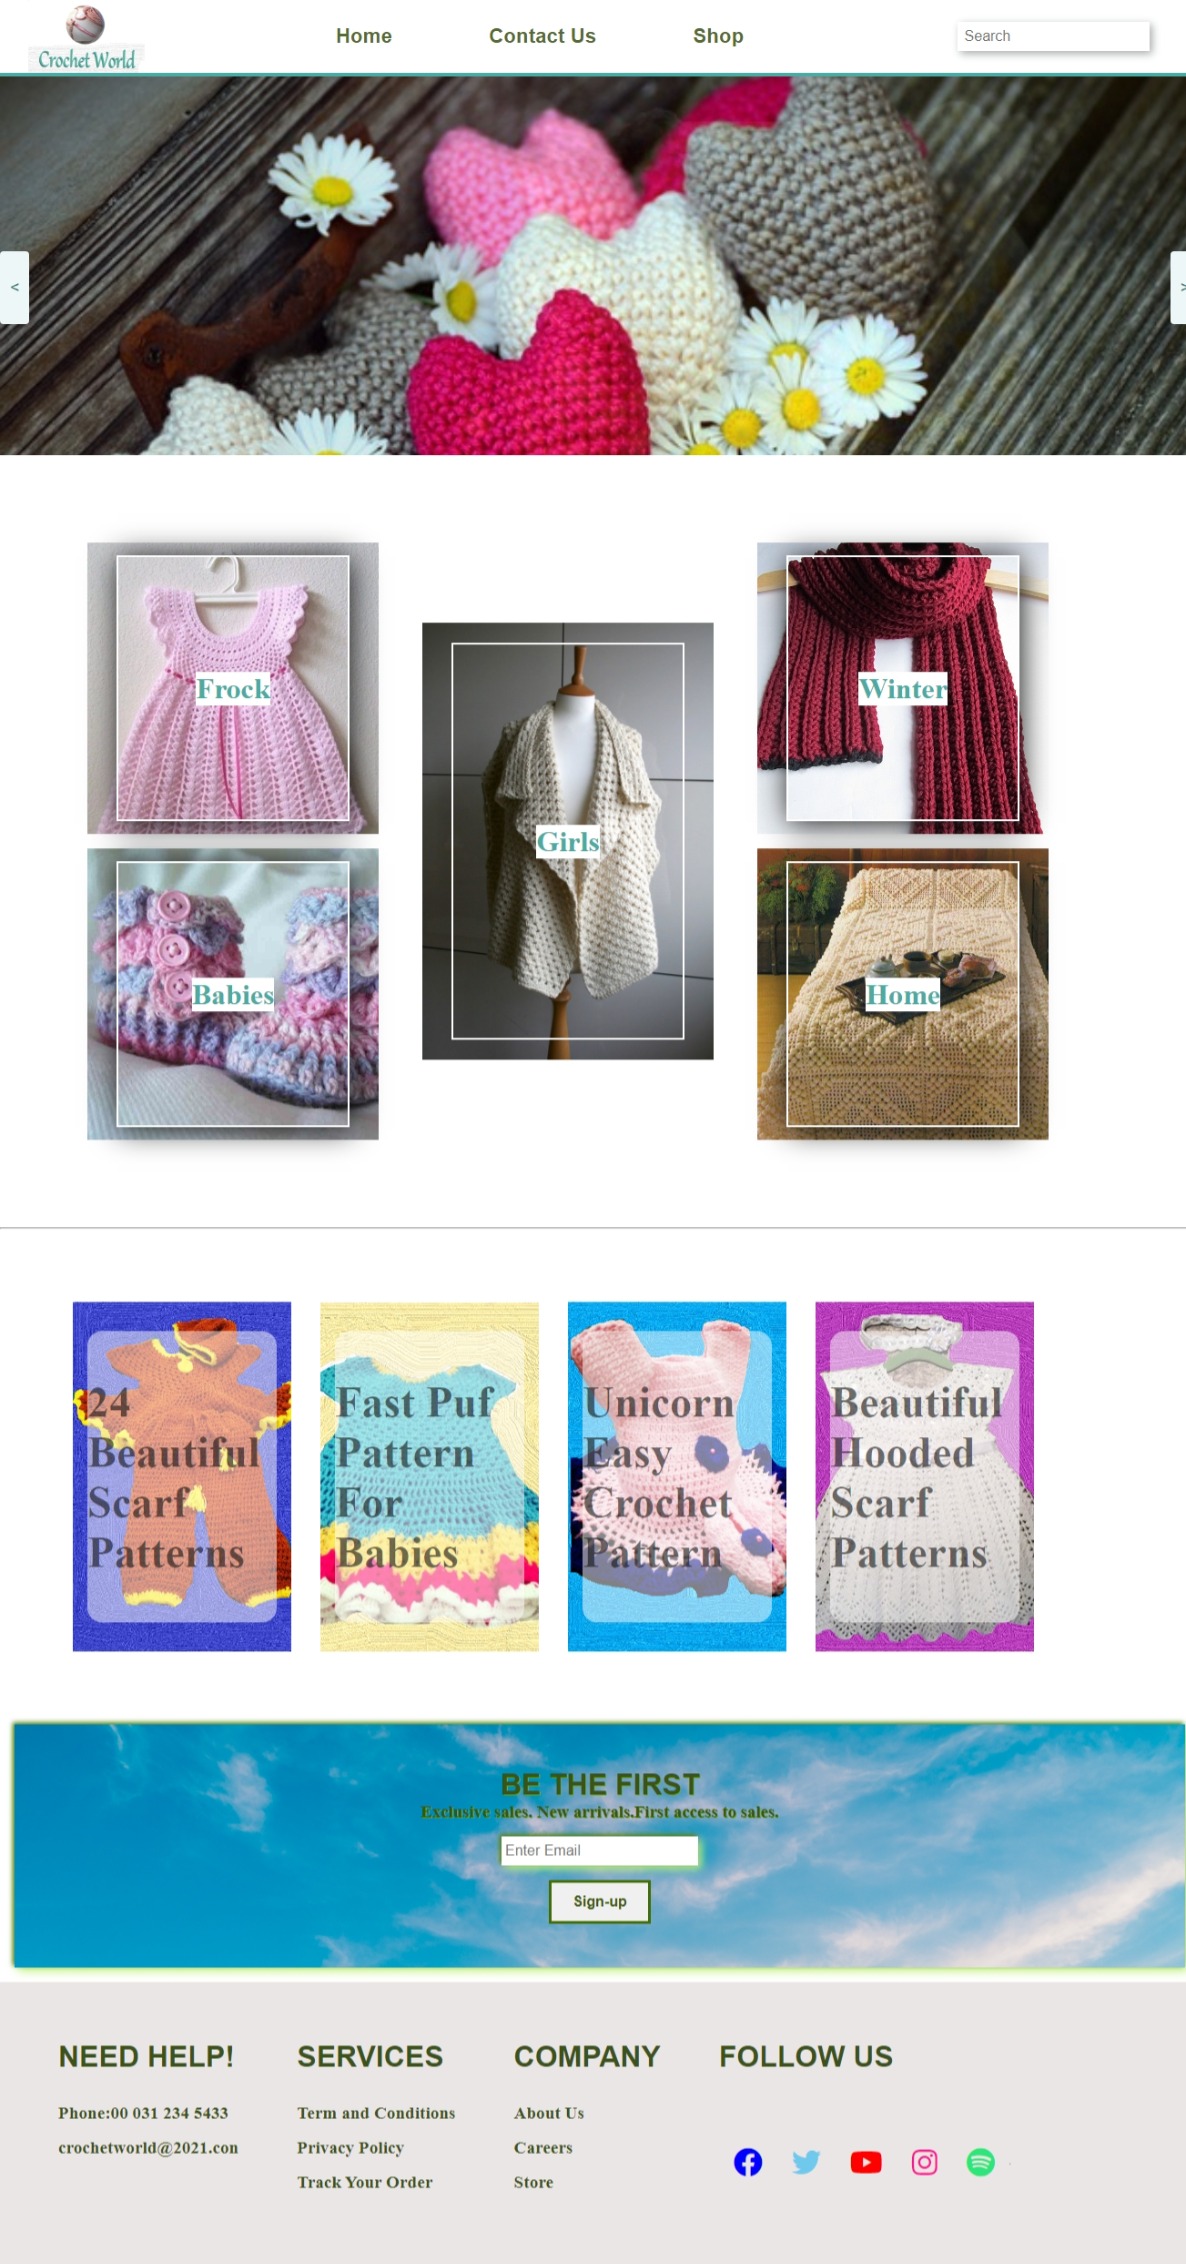 Crochet World
Home
Contact Us
Shop
Search
<
>
Frock
Winter
Girls
Babies
Home
24
Beautiful
Scarf
Patterns
Fast Puf
Pattern
For
Babies
Unicorn
Easy
Crochet
Pattern
Beautiful
Hooded
Scarf
Patterns
BE THE FIRST
Exclusive sales. New arrivals.First access to sales.
Enter Email
Sign-up
NEED HELP!
Phone:00 031 234 5433
crochetworld@2021.con
SERVICES
Term and Conditions
Privacy Policy
Track Your Order
COMPANY
About Us
Careers
Store
FOLLOW US